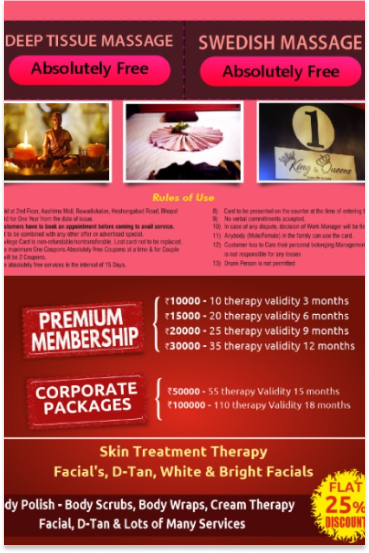 DEEP TISSUE MASSAGE
Absolutely Free
SWEDISH MASSAGE
Absolutely Free
1
King & Queens
Rules of Use
at 2nd Floor, Aashima Mall, Bawadiakalan, Hoshangabad Road, Bhopal
for One Year from the date of issue.
have to book an appointment before coming to avail service.
to be combined with any other offer or advertised special.
Card is non-refundable/nontransferable. Lost card not to be replaced.
maximum One Coupons Absolutely Free Coupons at a time & for Couple
will be 2 Coupons.
absolutely free services in the interval of 15 Days.
8) Card to be presented on the counter at the time of entering
9) No verbal commitments accepted.
10) In case of any dispute, decision of Work Manager will be
11) Anybody (Male/Female) in the family can use the card.
12) Customer has to Care their personal belonging Management
is not responsible for any losses
13) Drunk Person is not permitted
PREMIUM MEMBERSHIP
₹10000 - 10 therapy validity 3 months
₹15000 - 20 therapy validity 6 months
₹20000 - 25 therapy validity 9 months
₹30000 - 35 therapy validity 12 months
CORPORATE PACKAGES
₹50000 - 55 therapy Validity 15 months
₹100000 - 110 therapy Validity 18 months
Skin Treatment Therapy
Facial's, D-Tan, White & Bright Facials
dy Polish - Body Scrubs, Body Wraps, Cream Therapy
Facial, D-Tan & Lots of Many Services
FLAT
25%
DISCOUNT